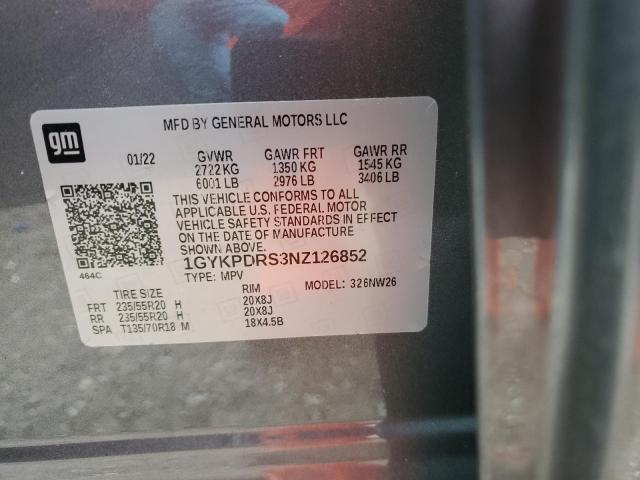 gm
MFD BY GENERAL MOTORS LLC
01/22 GVWR GAWR FRT GAWR RR
2722 KG 1350 KG 1545 KG
6001 LB 2976 LB 3406 LB
THIS VEHICLE CONFORMS TO ALL
APPLICABLE U.S. FEDERAL MOTOR
VEHICLE SAFETY STANDARDS IN EFFECT
ON THE DATE OF MANUFACTURE
SHOWN ABOVE.
464C
1GYKPDRS3NZ126852
TYPE: MPV MODEL: 326NW26
TIRE SIZE RIM
FRT 235/55R20 H 20X8J
RR 235/55R20 H 20X8J
SPA T135/70R18 M 18X4.5B